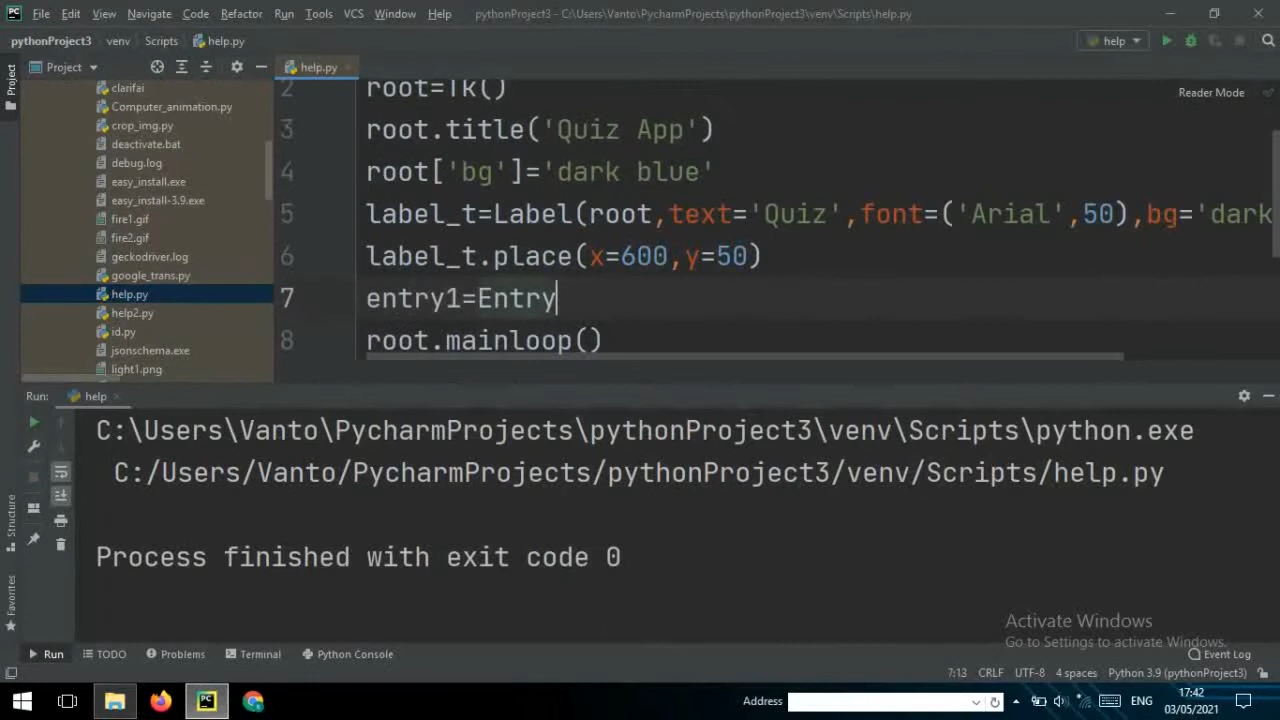 File Edit View Navigate Code Refactor Run Tools VCS Window Help pythonProject3 - C:\Users\Vanto\PycharmProjects\pythonProject3\venv\Scripts\help.py
pythonProject3 venv Scripts help.py help
Project help.py
Project
clarifai
Computer_animation.py
crop_img.py
deactivate.bat
debug.log
easy_install.exe
easy_install-3.9.exe
fire1.gif
fire2.gif
geckodriver.log
google_trans.py
help.py
help2.py
id.py
jsonschema.exe
light1.png
Reader Mode
2 root=Tk()
3 root.title('Quiz App')
4 root['bg']='dark blue'
5 label_t=Label(root,text='Quiz',font=('Arial',50),bg='dark
6 label_t.place(x=600,y=50)
7 entry1=Entry
8 root.mainloop()
Run: help
C:\Users\Vanto\PycharmProjects\pythonProject3\venv\Scripts\python.exe
C:/Users/Vanto/PycharmProjects/pythonProject3/venv/Scripts/help.py
Process finished with exit code 0
Structure
Favorites
Activate Windows
Go to Settings to activate Windows.
Run TODO Problems Terminal Python Console Event Log
7:13 CRLF UTF-8 4 spaces Python 3.9 (pythonProject3)
Address ENG 17:42
03/05/2021